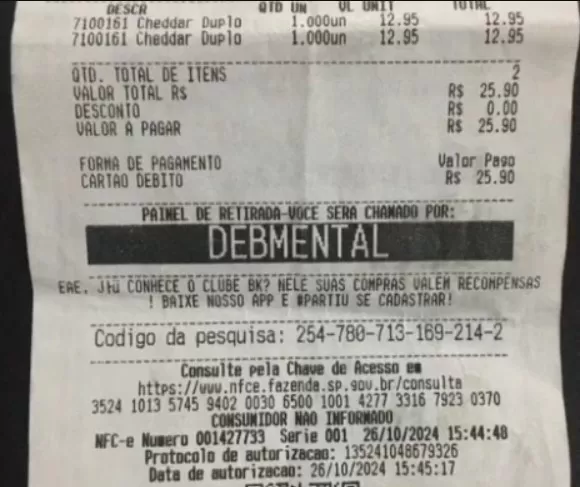 DESCR QTD UN VL UNIT TOTAL
7100161 Cheddar Duplo 1.000un 12.95 12.95
7100161 Cheddar Duplo 1.000un 12.95 12.95
QTD. TOTAL DE ITENS 2
VALOR TOTAL R$ R$ 25.90
DESCONTO R$ 0.00
VALOR A PAGAR R$ 25.90
FORMA DE PAGAMENTO Valor Pago
CARTAO DEBITO R$ 25.90
PAINEL DE RETIRADA-VOCE SERA CHAMADO POR:
DEBMENTAL
EAE, CONHECE O CLUBE BK? NELE SUAS COMPRAS VALEM RECOMPENSAS
! BAIXE NOSSO APP E #PARTIU SE CADASTRAR!
Codigo da pesquisa: 254-780-713-169-214-2
Consulte pela Chave de Acesso em
https://www.nfce.fazenda.sp.gov.br/consulta
3524 1013 5745 9402 0030 6500 1001 4277 3316 7923 0370
CONSUMIDOR NAO INFORMADO
NFC-e Numero 001427733 Serie 001 26/10/2024 15:44:48
Protocolo de autorizacao: 135241048679326
Data de autorizacao: 26/10/2024 15:45:17